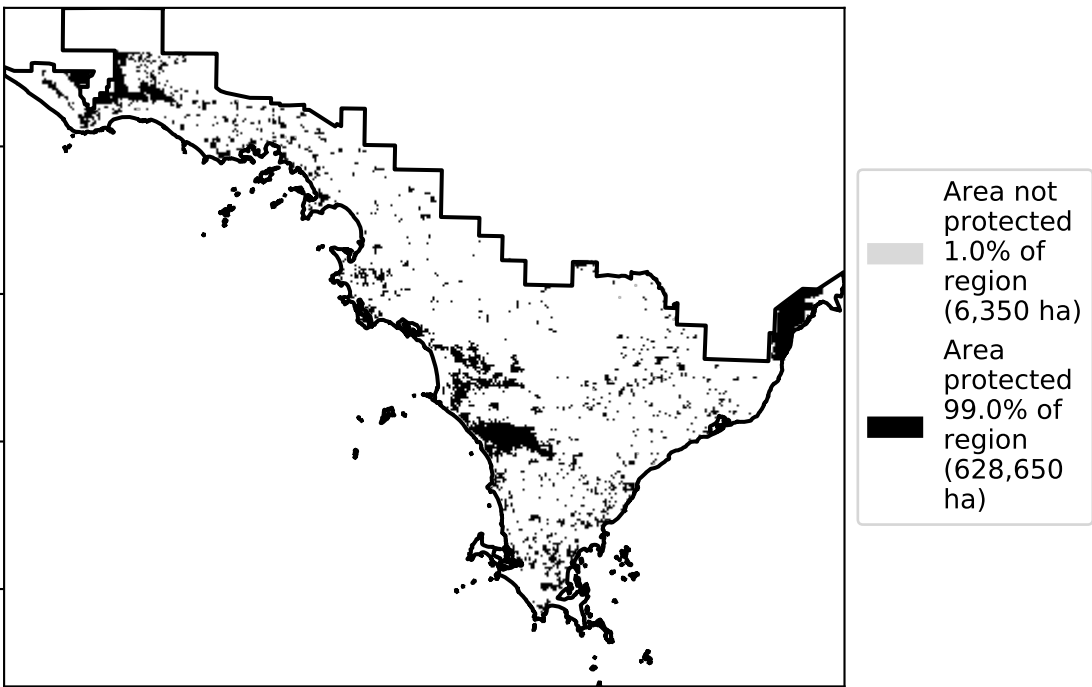 Area not
protected
1.0% of
region
(6,350 ha)
Area
protected
99.0% of
region
(628,650
ha)